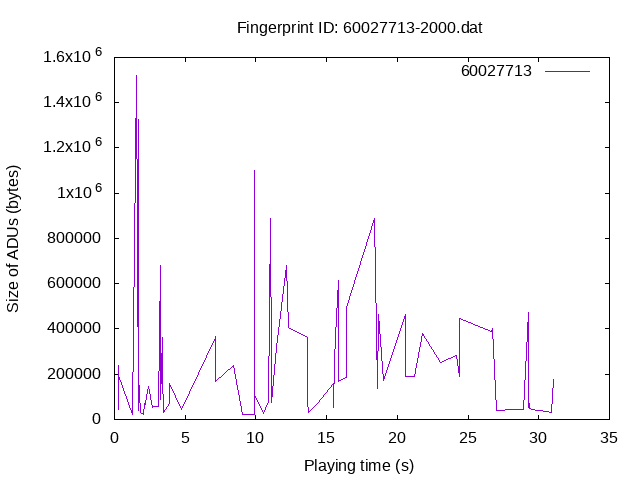 Fingerprint ID: 60027713-2000.dat
60027713
1.6x10 6
1.4x10 6
1.2x10 6
1x10 6
800000
600000
400000
200000
0
Size of ADUs (bytes)
0 5 10 15 20 25 30 35
Playing time (s)